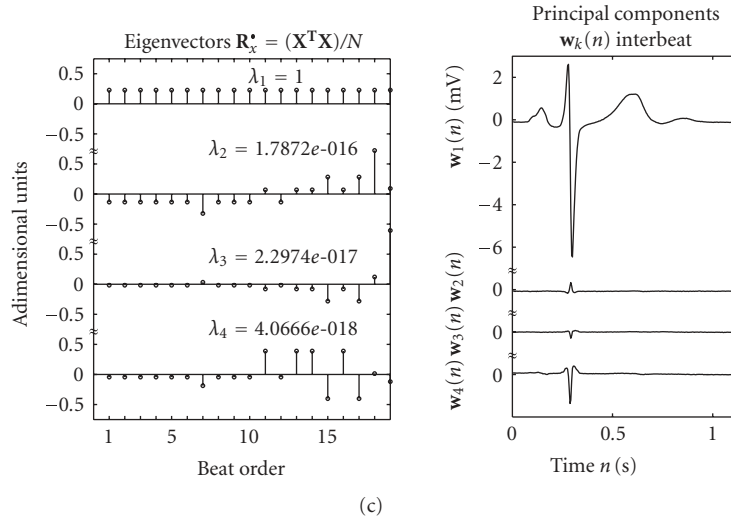 Eigenvectors R•x = (XᵀX)/N
Adimensional units
0.5
λ1 = 1
0
−0.5
≈
0.5
λ2 = 1.7872e-016
0
−0.5
≈
λ3 = 2.2974e-017
0
≈
0.5
λ4 = 4.0666e-018
0
−0.5
1
5
10
15
Beat order
Principal components
wk(n) interbeat
w1(n) (mV)
2
0
−2
−4
−6
≈
w2(n)
0
≈
w3(n)
0
≈
w4(n)
0
0
0.5
1
Time n (s)
(c)